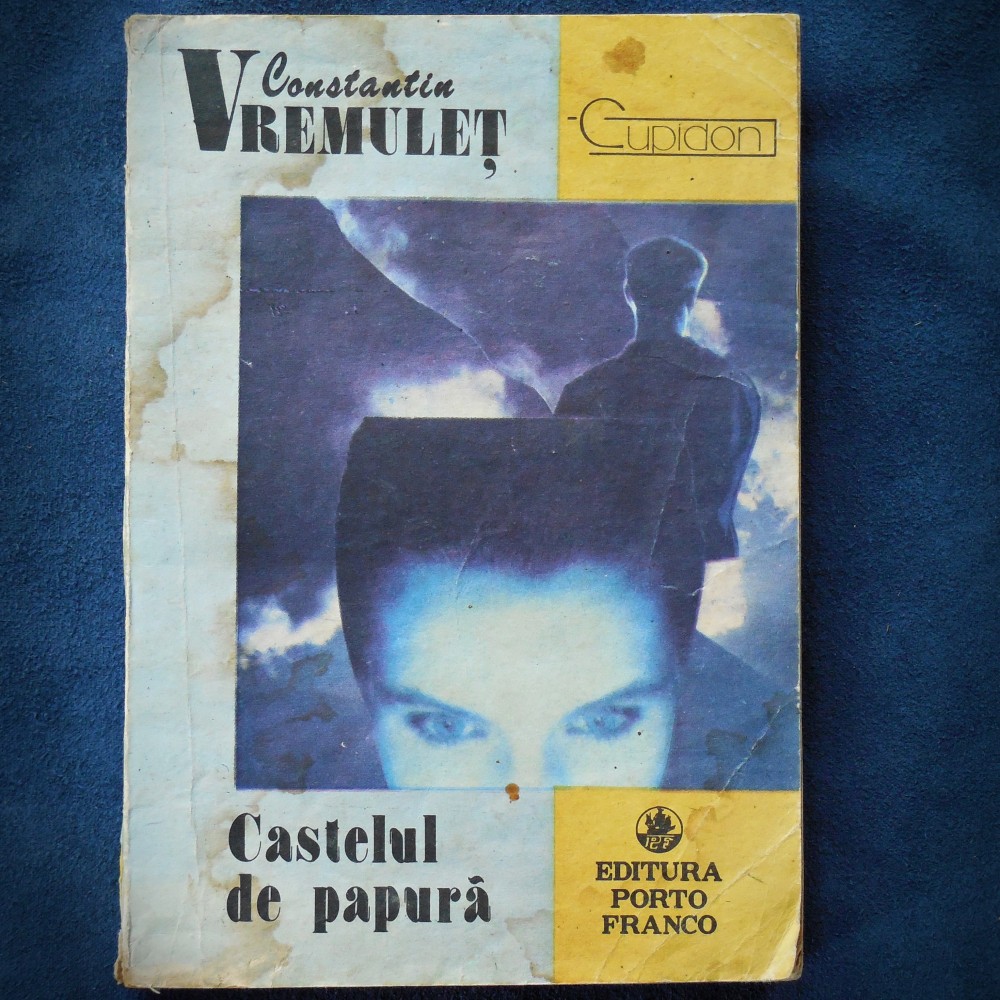 Constantin
VREMULEȚ
Cupidon
Castelul
de papură
EDITURA
PORTO
FRANCO